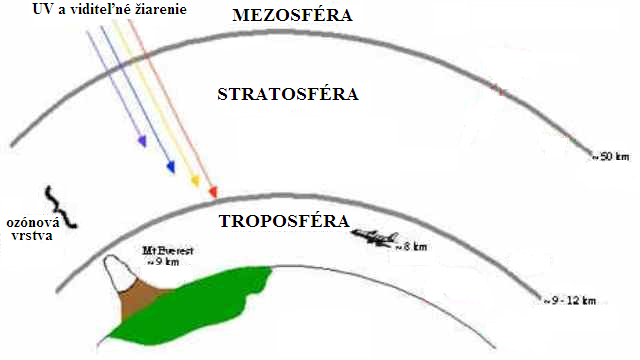 UV a viditeľné žiarenie
MEZOSFÉRA
STRATOSFÉRA
~50 km
ozónová
vrstva
TROPOSFÉRA
Mt Everest
~ 9 km
~ 8 km
~ 9 - 12 km